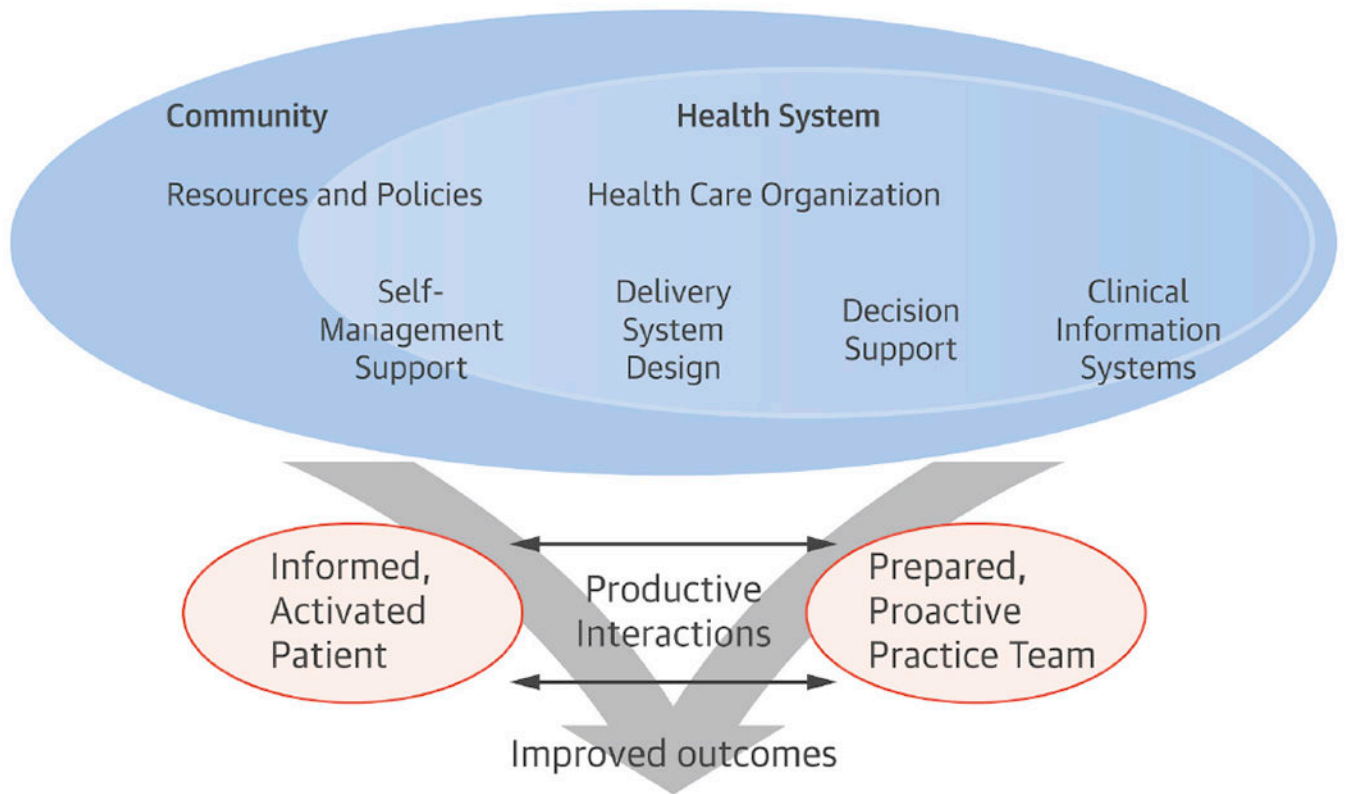 Community
Health System
Resources and Policies
Health Care Organization
Self-
Management
Support
Delivery
System
Design
Decision
Support
Clinical
Information
Systems
Informed,
Activated
Patient
Productive
Interactions
Prepared,
Proactive
Practice Team
Improved outcomes